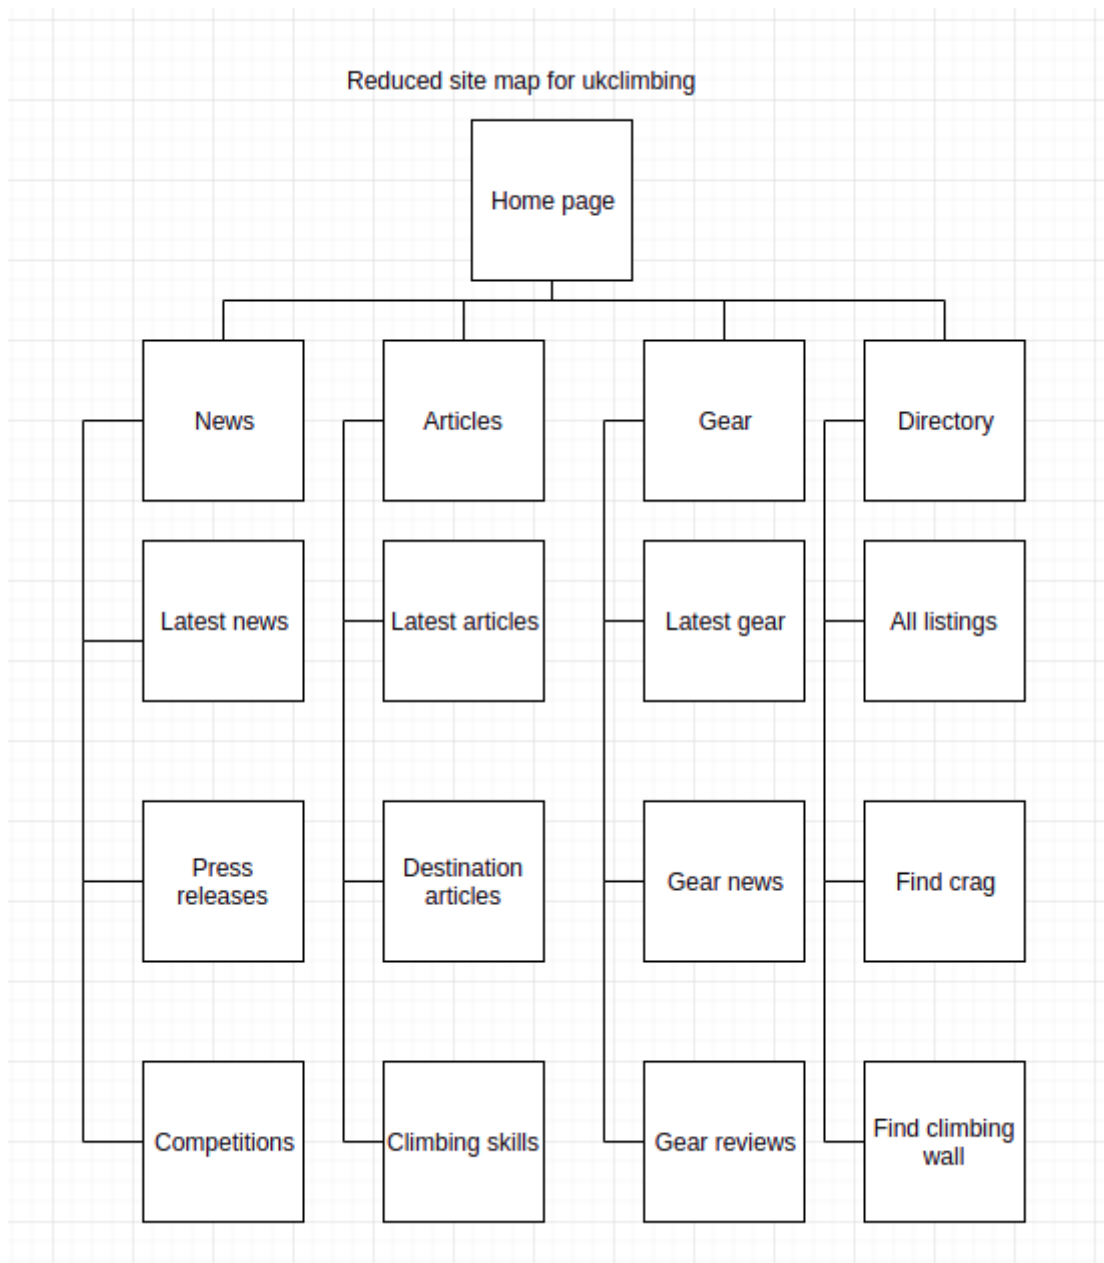 Reduced site map for ukclimbing
Home page
News
Articles
Gear
Directory
Latest news
Latest articles
Latest gear
All listings
Press
releases
Destination
articles
Gear news
Find crag
Competitions
Climbing skills
Gear reviews
Find climbing
wall